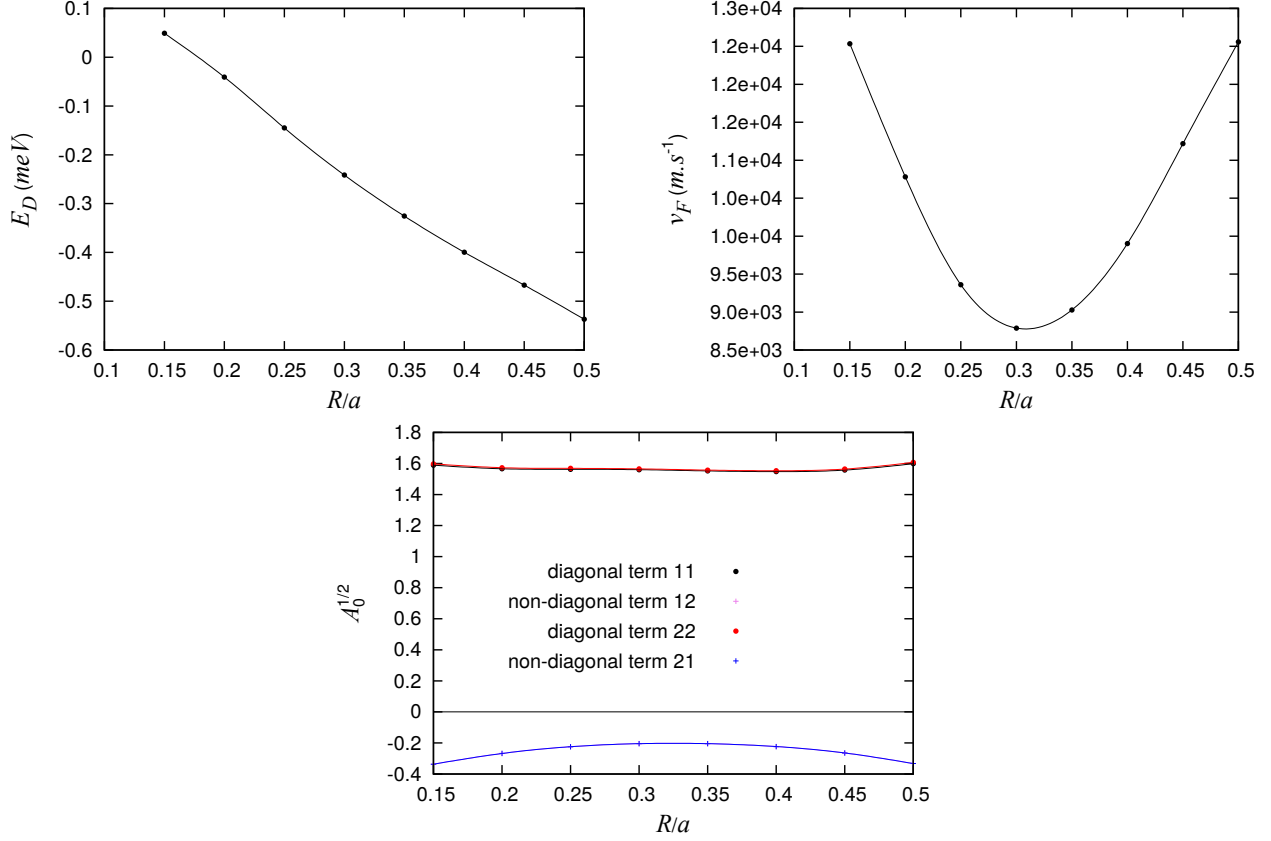 0.1
0
-0.1
-0.2
-0.3
-0.4
-0.5
-0.6
E_D (meV)
0.1 0.15 0.2 0.25 0.3 0.35 0.4 0.45 0.5
R/a
1.3e+04
1.2e+04
1.2e+04
1.2e+04
1.1e+04
1.0e+04
1.0e+04
9.5e+03
9.0e+03
8.5e+03
v_F (m.s^-1)
0.1 0.15 0.2 0.25 0.3 0.35 0.4 0.45 0.5
R/a
1.8
1.6
1.4
1.2
1
0.8
0.6
0.4
0.2
0
-0.2
-0.4
A_0^1/2
diagonal term 11
non-diagonal term 12
diagonal term 22
non-diagonal term 21
0.15 0.2 0.25 0.3 0.35 0.4 0.45 0.5
R/a